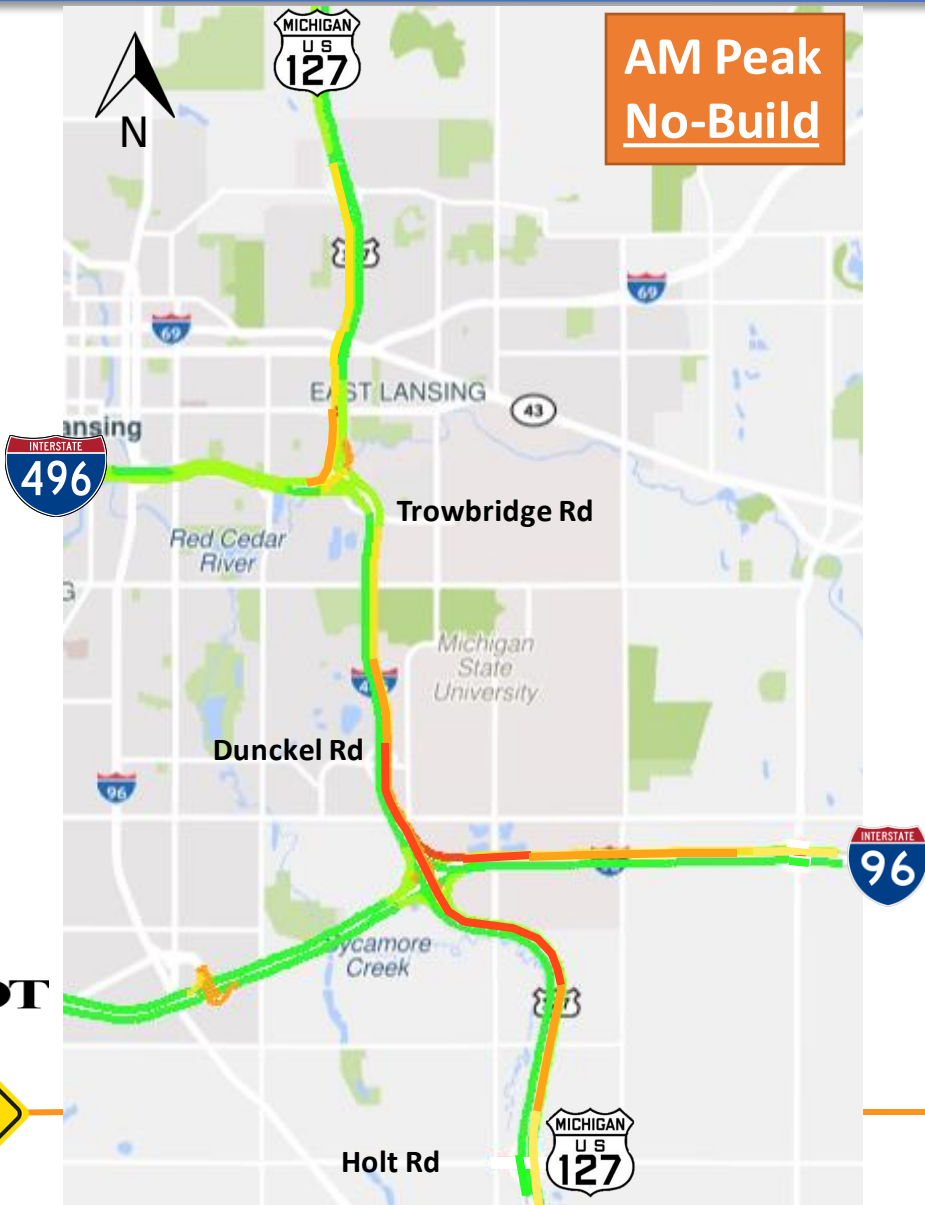 MICHIGAN
US
127
AM Peak
No-Build
N
69
69
EAST LANSING
43
ansing
INTERSTATE
496
Trowbridge Rd
Red Cedar
River
G
Michigan
State
University
Dunckel Rd
96
INTERSTATE
96
Sycamore
Creek
OT
Holt Rd
MICHIGAN
US
127